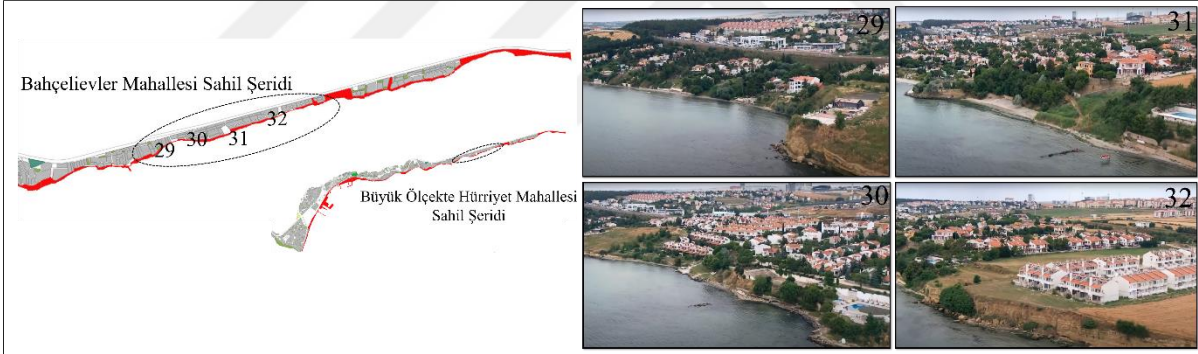 Bahçelievler Mahallesi Sahil Şeridi
29
30
31
32
Büyük Ölçekte Hürriyet Mahallesi
Sahil Şeridi
29
31
30
32